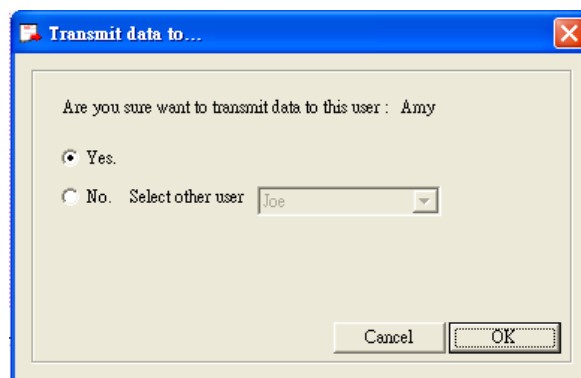 Transmit data to...
Are you sure want to transmit data to this user : Amy
Yes.
No. Select other user Joe
Cancel OK